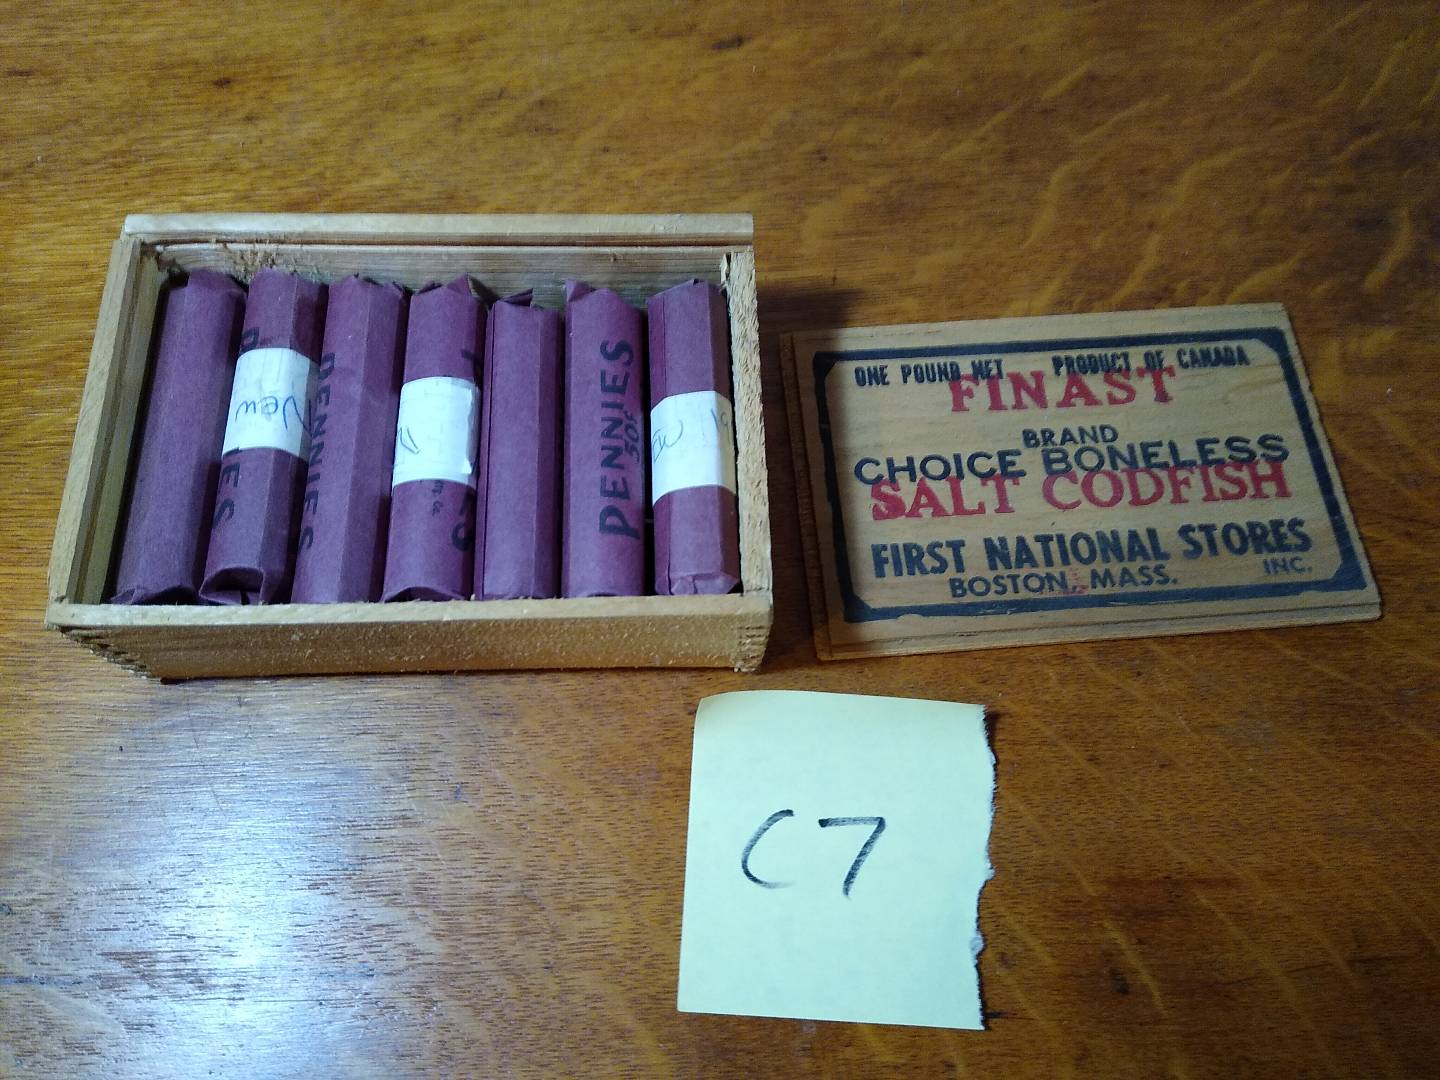 New
PENNIES
PENNIES
50¢
ONE POUND NET PRODUCT OF CANADA
FINAST
BRAND
CHOICE BONELESS
SALT CODFISH
FIRST NATIONAL STORES
INC.
BOSTON, MASS.
C7